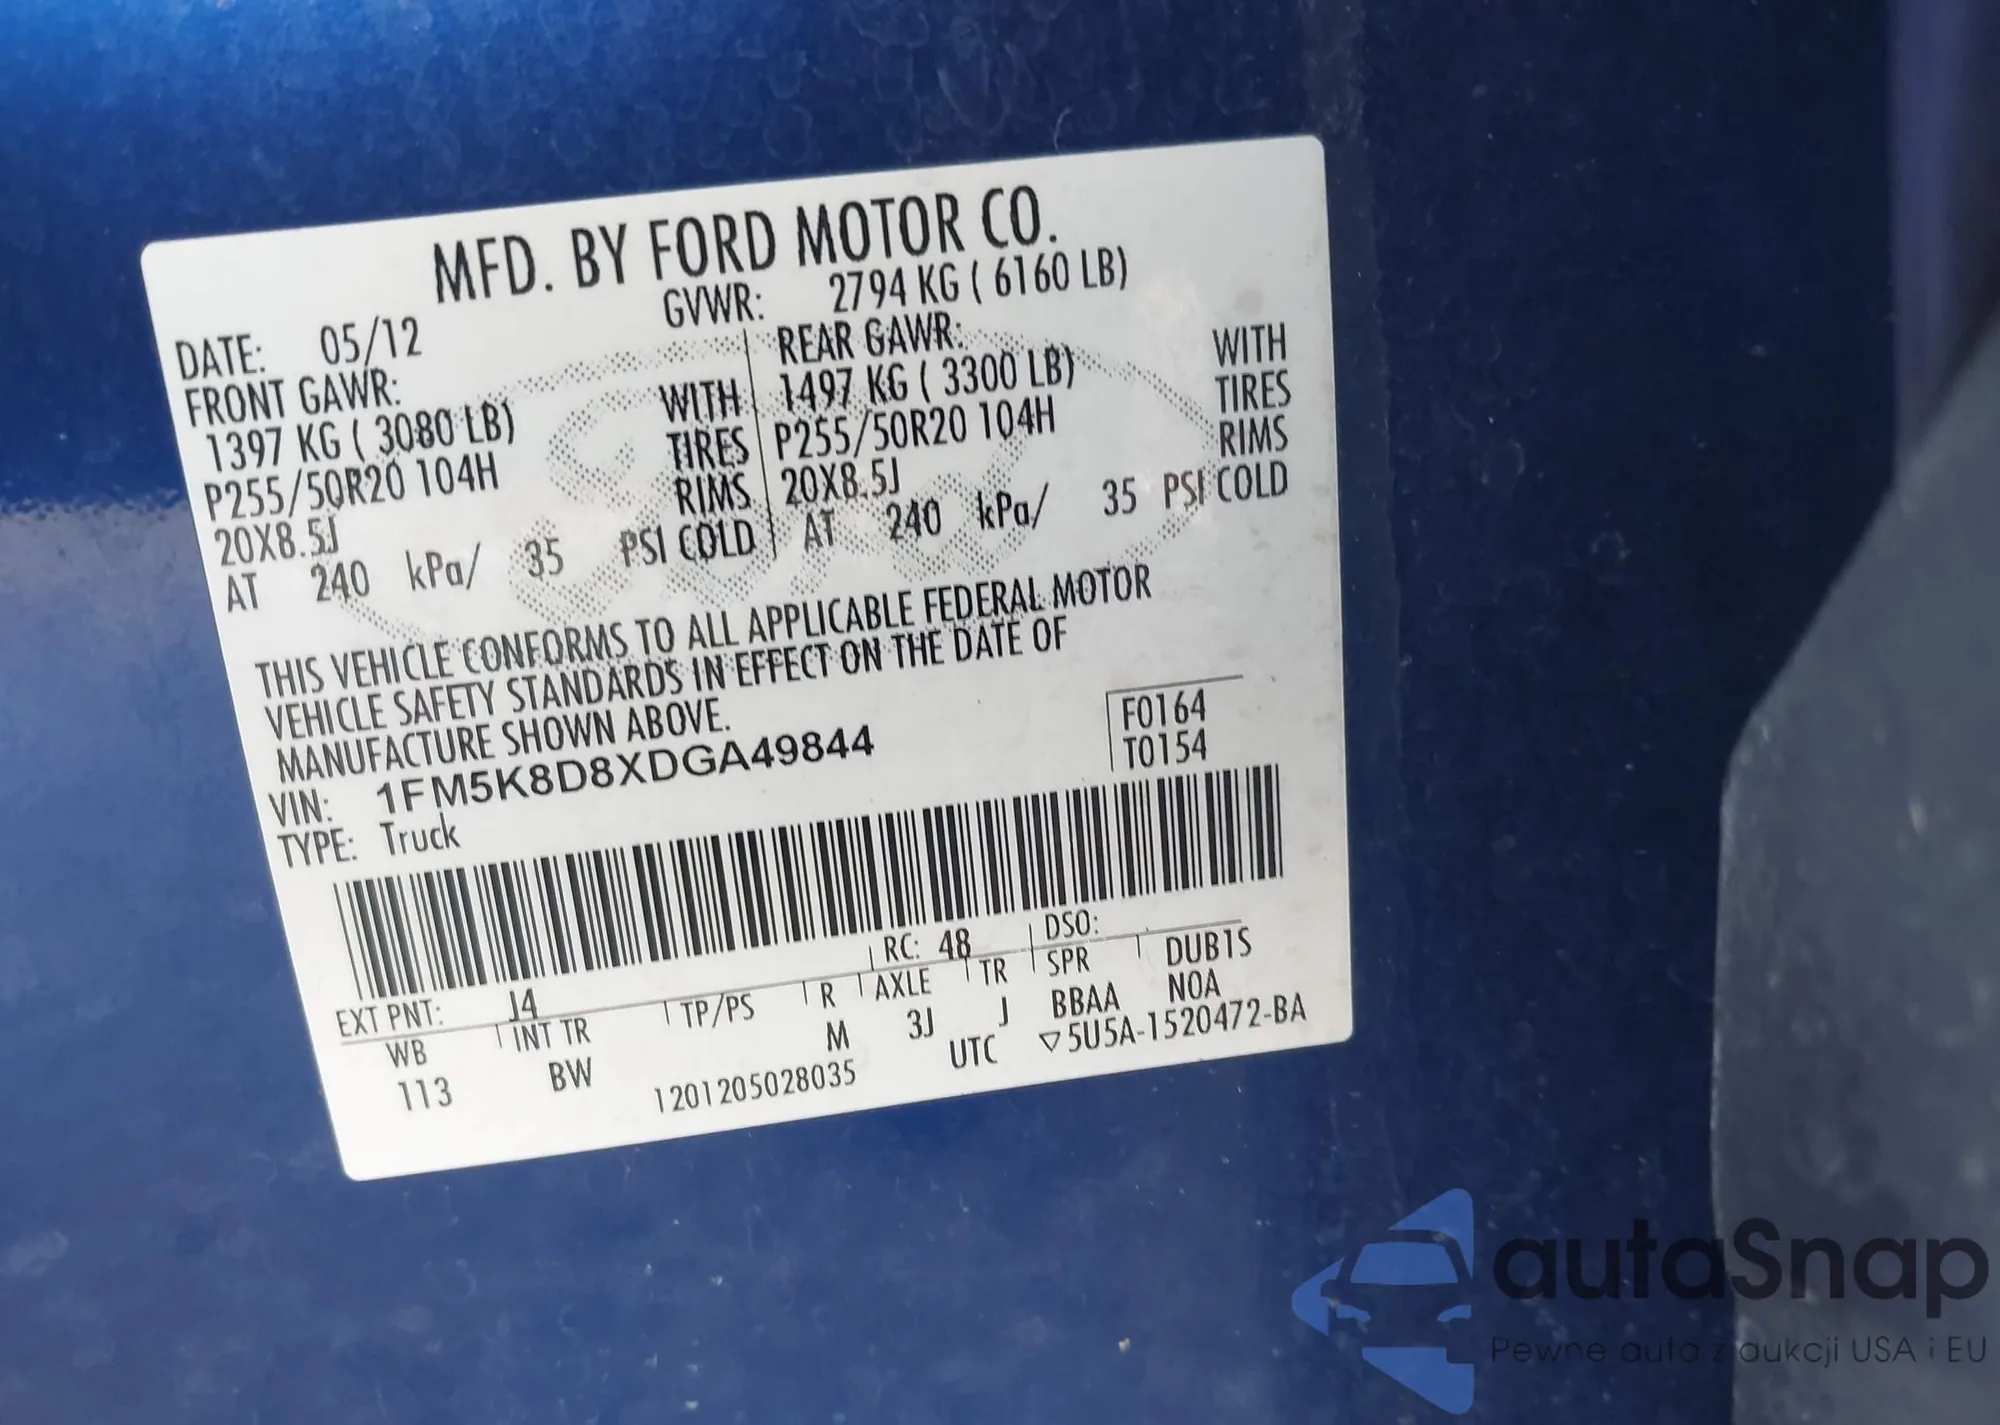 MFD. BY FORD MOTOR CO.
DATE: 05/12 GVWR: 2794 KG ( 6160 LB)
FRONT GAWR: REAR GAWR:
1397 KG ( 3080 LB) WITH 1497 KG ( 3300 LB) WITH
P255/50R20 104H TIRES P255/50R20 104H TIRES
20X8.5J RIMS 20X8.5J RIMS
AT 240 kPa/ 35 PSI COLD AT 240 kPa/ 35 PSI COLD
THIS VEHICLE CONFORMS TO ALL APPLICABLE FEDERAL MOTOR
VEHICLE SAFETY STANDARDS IN EFFECT ON THE DATE OF
MANUFACTURE SHOWN ABOVE.
F0164
VIN: 1FM5K8D8XDGA49844
T0154
TYPE: Truck
EXT PNT: J4 RC: 48 DSO:
WB INT TR TP/PS R AXLE TR SPR DUB1S
113 BW M 3J J BBAA NOA
1201205028035 UTC ▽5U5A-1520472-BA
autaSnap
Pewne auta z aukcji USA i EU